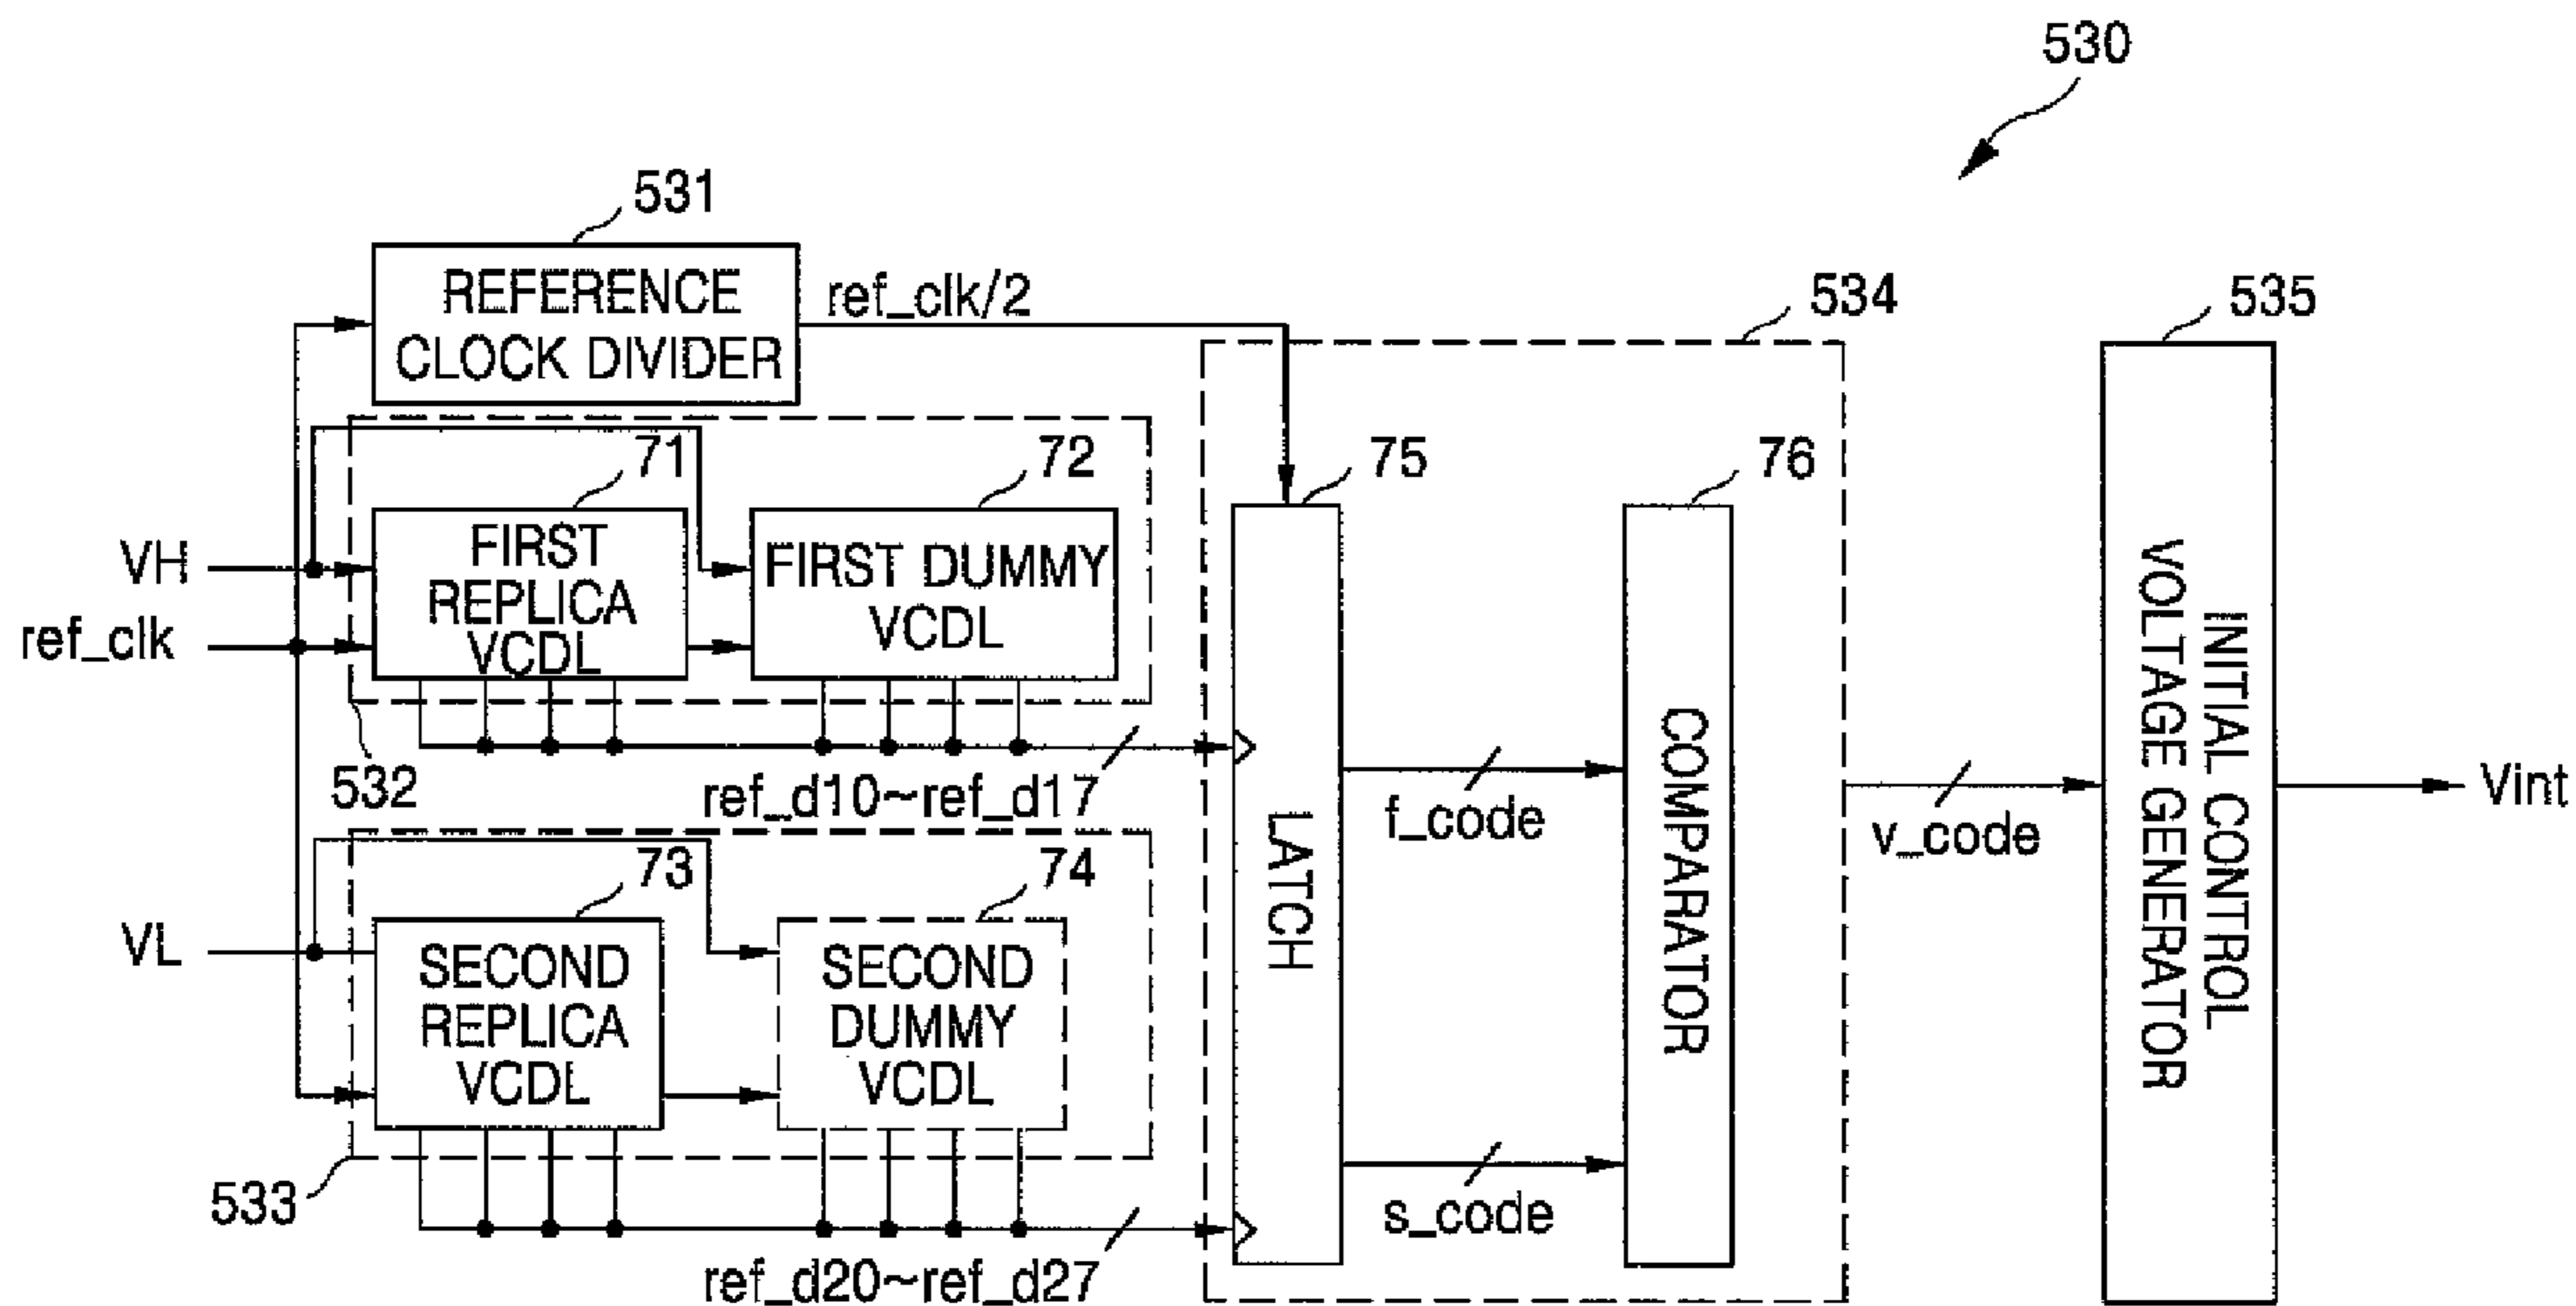 530
531
REFERENCE
CLOCK DIVIDER
ref_clk/2
534
535
71
72
75
76
VH
ref_clk
FIRST
REPLICA
VCDL
FIRST DUMMY
VCDL
532
ref_d10~ref_d17
LATCH
f_code
COMPARATOR
v_code
INITIAL CONTROL
VOLTAGE GENERATOR
Vint
VL
73
74
SECOND
REPLICA
VCDL
SECOND
DUMMY
VCDL
533
s_code
ref_d20~ref_d27